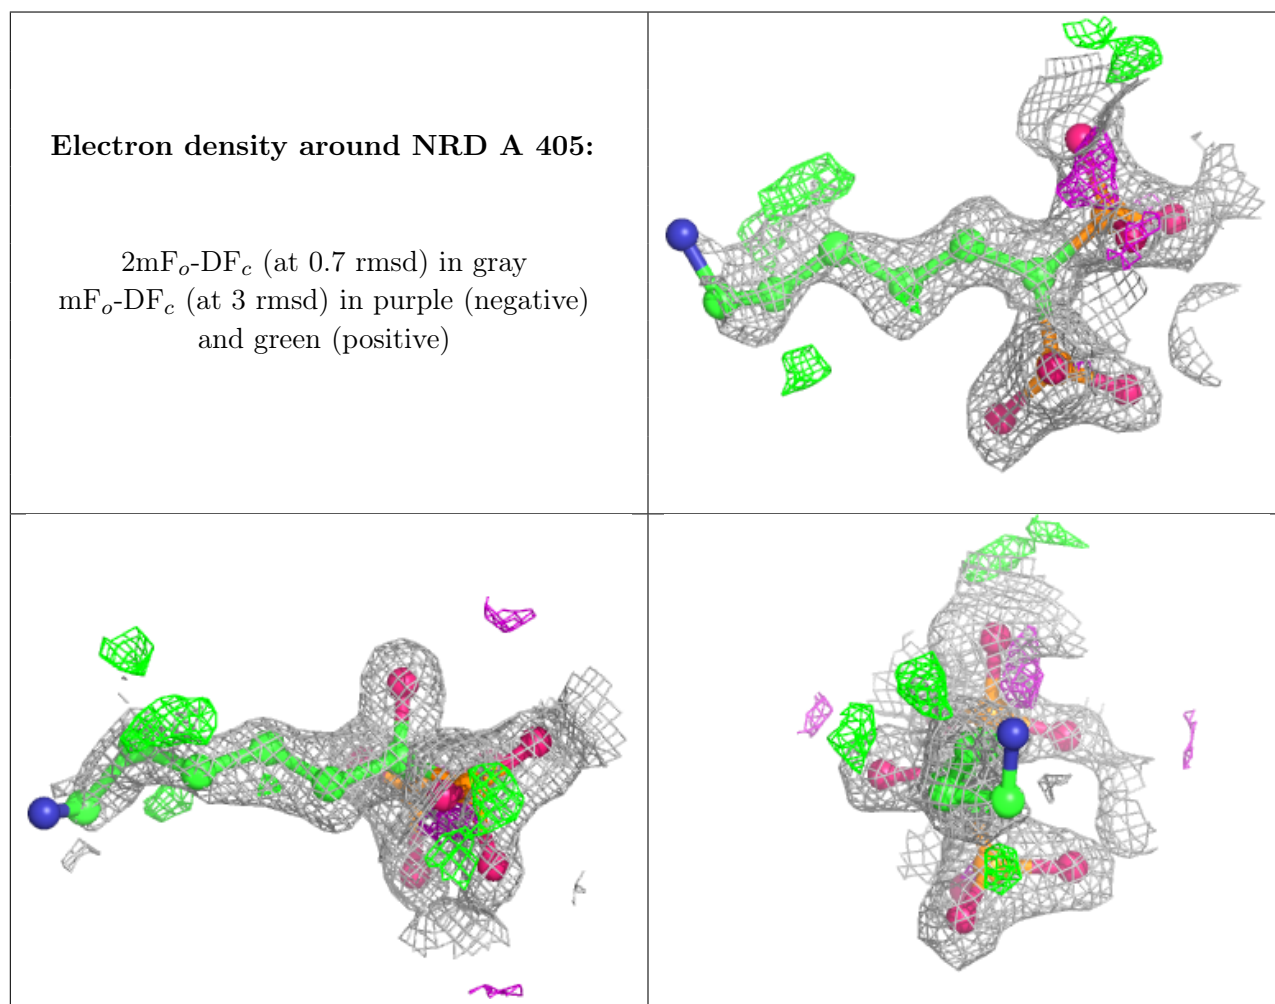 Electron density around NRD A 405:
2mFo-DFc (at 0.7 rmsd) in gray
mFo-DFc (at 3 rmsd) in purple (negative)
and green (positive)